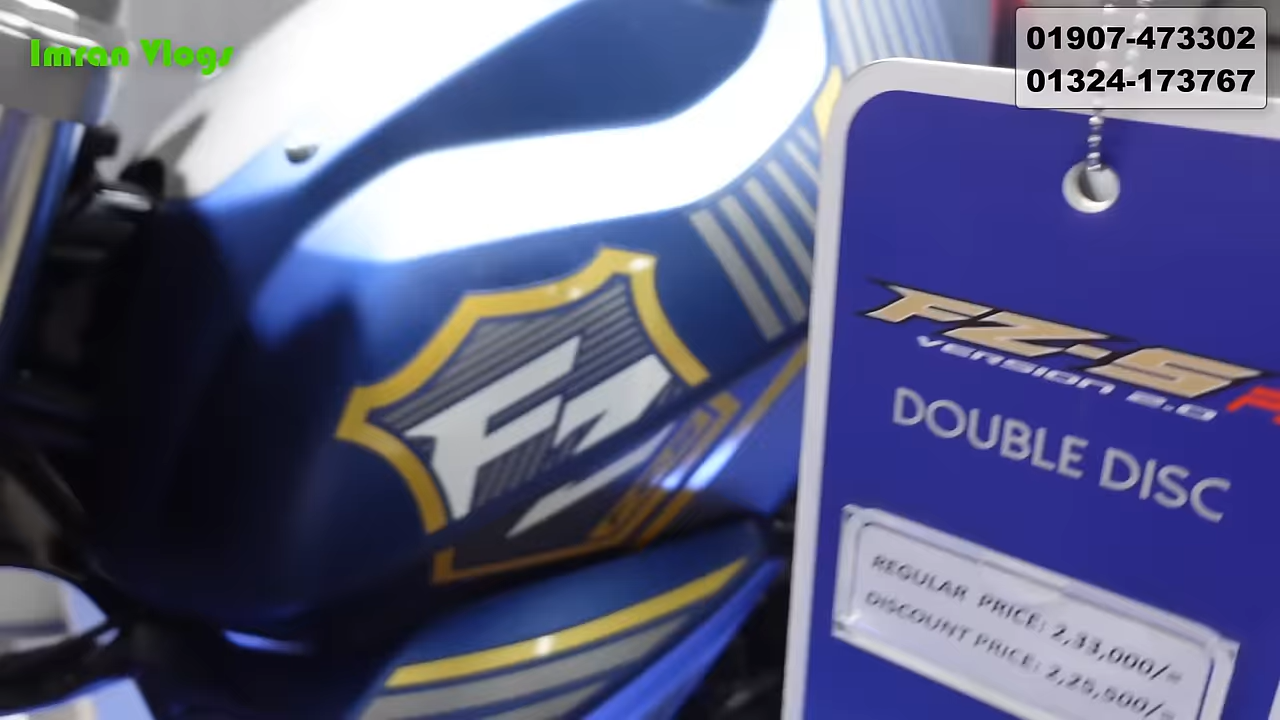 Imran Vlogs
01907-473302
01324-173767
FZ
FZ-S
VERSION 2.0
DOUBLE DISC
REGULAR PRICE: 2,33,000/=
DISCOUNT PRICE: 2,25,500/=